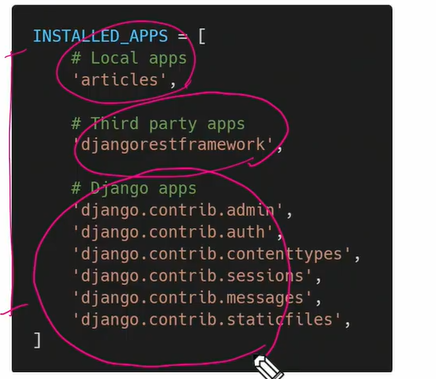 INSTALLED_APPS = [
# Local apps
'articles',
# Third party apps
'djangorestframework',
# Django apps
'django.contrib.admin',
'django.contrib.auth',
'django.contrib.contenttypes',
'django.contrib.sessions',
'django.contrib.messages',
'django.contrib.staticfiles',
]